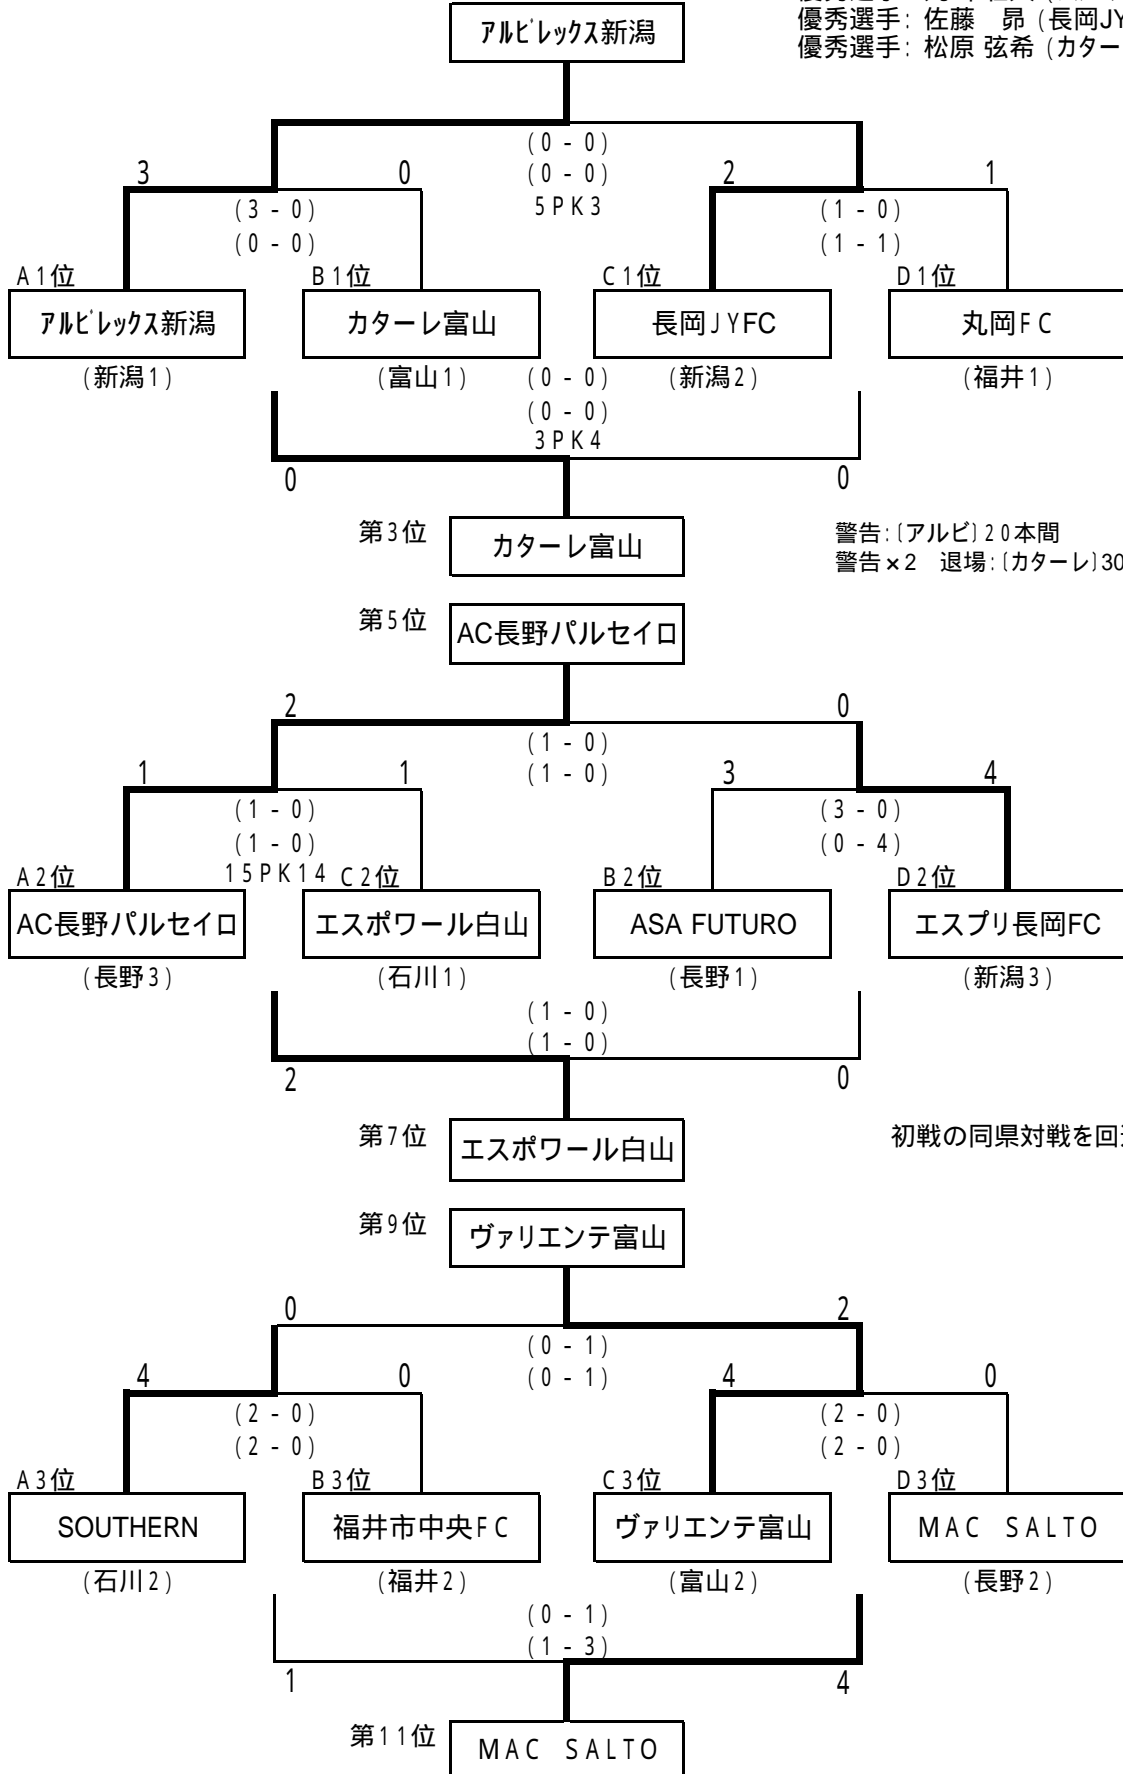 アルビレックス新潟
優秀選手: 佐藤 昴 (長岡JY
優秀選手: 松原 弦希 (カター
(0 - 0)
3 0 (0 - 0) 2 1
(3 - 0) 5PK3 (1 - 0)
(0 - 0) (1 - 1)
A1位 B1位 C1位 D1位
アルビレックス新潟 カターレ富山 長岡JYFC 丸岡FC
(新潟1) (富山1) (0 - 0) (新潟2) (福井1)
(0 - 0)
3PK4
0 0
第3位 カターレ富山
警告:〔アルビ〕20本間
警告×2 退場:〔カターレ〕30
第5位 AC長野パルセイロ
2 0
(1 - 0)
1 1 (1 - 0) 3 4
(1 - 0) (3 - 0)
(1 - 0) (0 - 4)
A2位 15PK14 C2位 B2位 D2位
AC長野パルセイロ エスポワール白山 ASA FUTURO エスプリ長岡FC
(長野3) (石川1) (長野1) (新潟3)
(1 - 0)
(1 - 0)
2 0
第7位 エスポワール白山
初戦の同県対戦を回
第9位 ヴァリエンテ富山
0 2
(0 - 1)
4 0 (0 - 1) 4 0
(2 - 0) (2 - 0)
(2 - 0) (2 - 0)
A3位 B3位 C3位 D3位
SOUTHERN 福井市中央FC ヴァリエンテ富山 MAC SALTO
(石川2) (福井2) (富山2) (長野2)
(0 - 1)
(1 - 3)
1 4
第11位 MAC SALTO